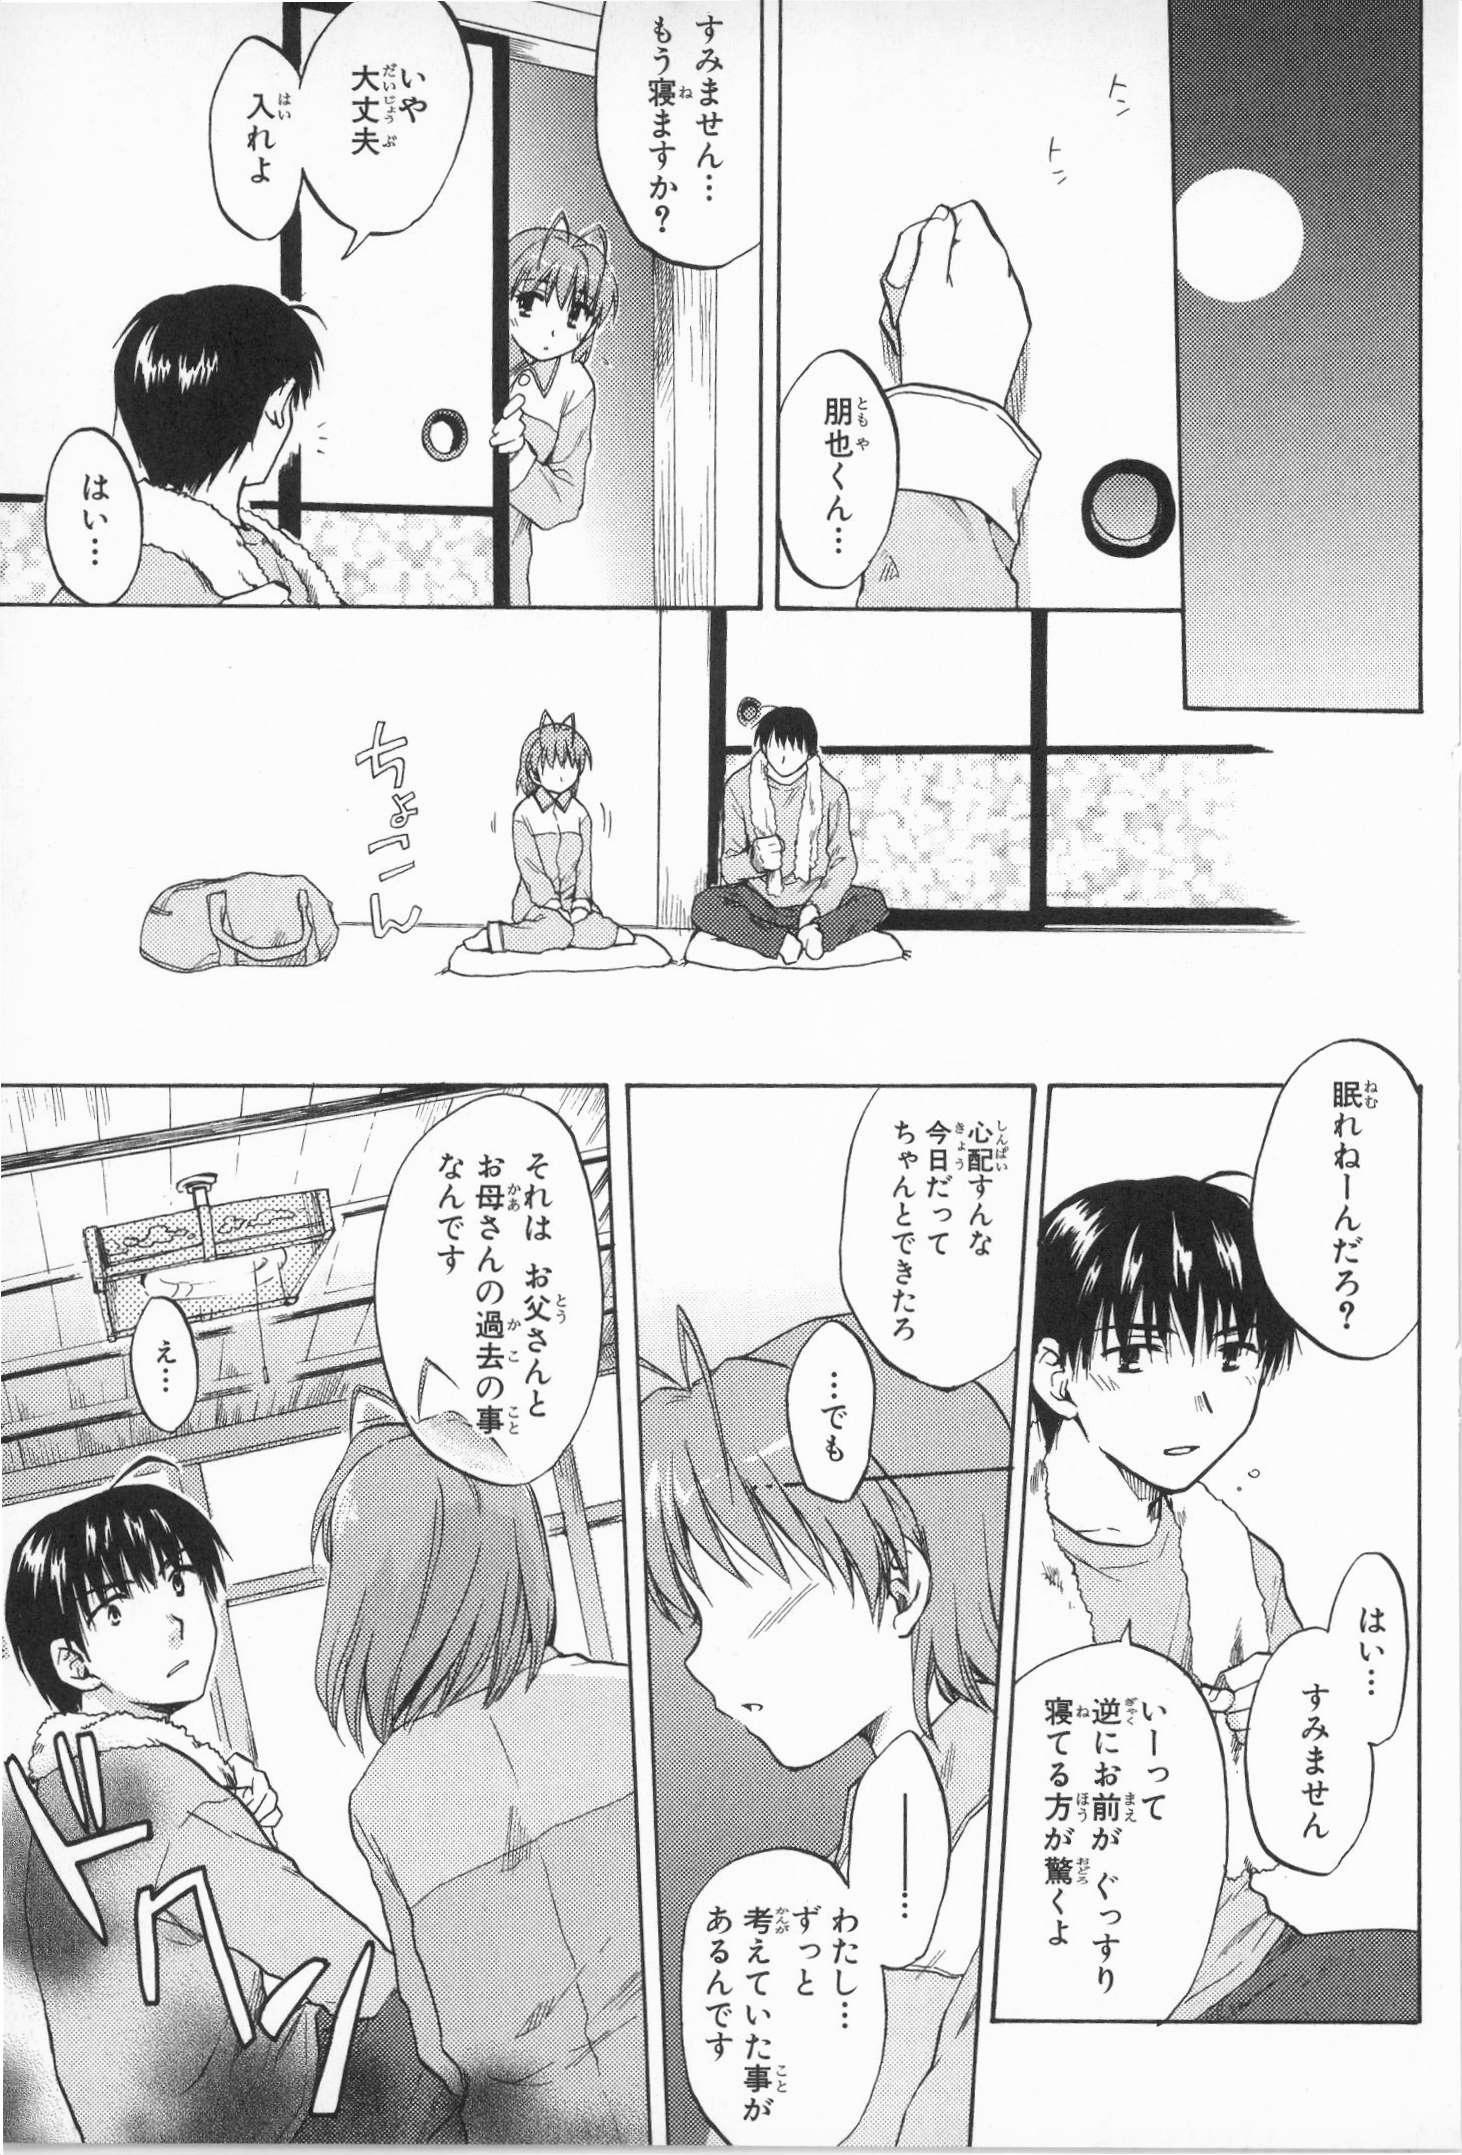 トン
トン
朋也くん…
すみません…
もう寝ますか?
いや
大丈夫
入れよ
はい…
ちょこん
眠れねーんだろ?
はい…
すみません
いーって
逆にお前が ぐっすり
寝てる方が驚くよ
心配すんな
今日だって
ちゃんとできたろ
…でも
――…
わたし…
ずっと
考えていた事が
あるんです
それは お父さんと
お母さんの過去の事
なんです
え…
ドクン